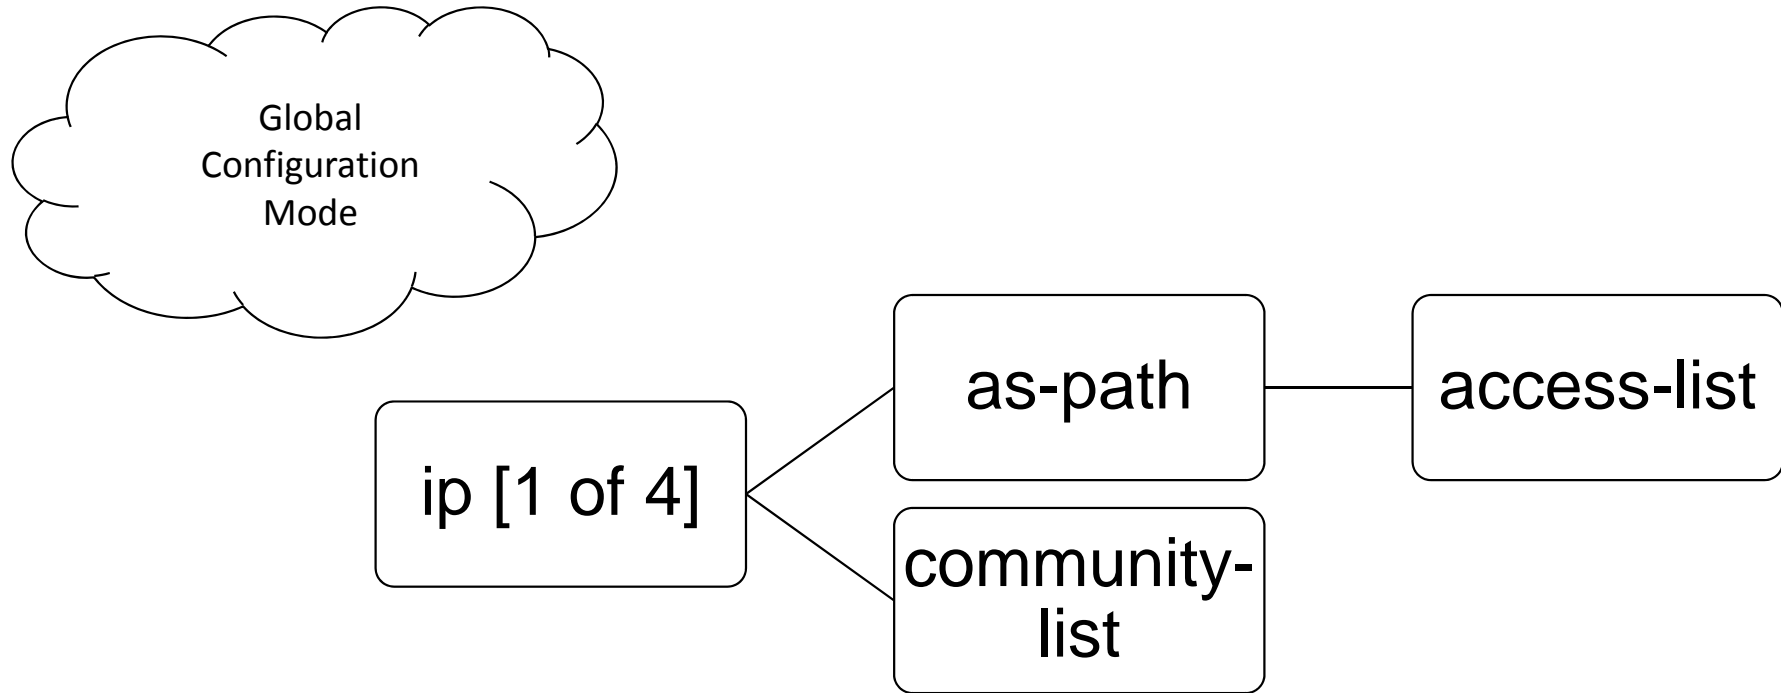 Global
Configuration
Mode
as-path
access-list
ip [1 of 4]
community-
list